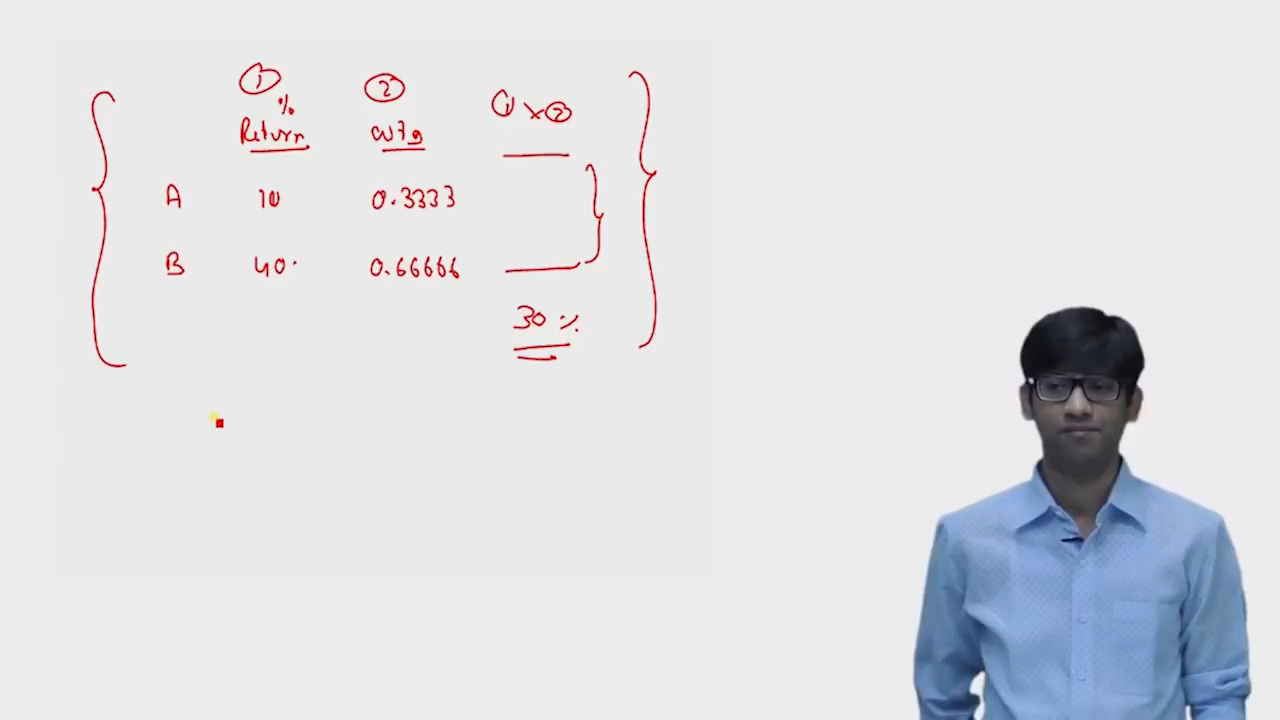 ① ② ① × ②
%
Return wtg
A 10 0.3333
B 40 0.66666
30 %